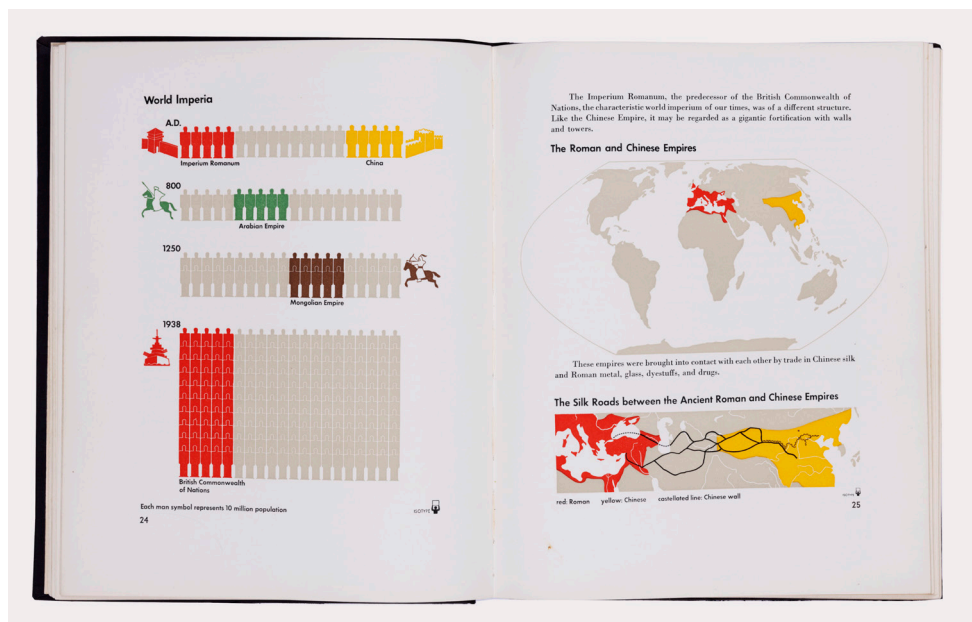 World Imperia
A.D.
Imperium Romanum
China
800
Arabian Empire
1250
Mongolian Empire
1938
British Commonwealth
of Nations
Each man symbol represents 10 million population
ISOTYPE
24
The Imperium Romanum, the predecessor of the British Commonwealth of
Nations, the characteristic world imperium of our times, was of a different structure.
Like the Chinese Empire, it may be regarded as a gigantic fortification with walls
and towers.
The Roman and Chinese Empires
These empires were brought into contact with each other by trade in Chinese silk
and Roman metal, glass, dyestuffs, and drugs.
The Silk Roads between the Ancient Roman and Chinese Empires
red: Roman yellow: Chinese castellated line: Chinese wall
ISOTYPE
25